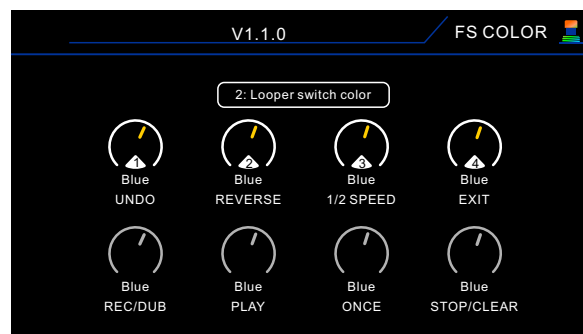 V1.1.0 FS COLOR
2: Looper switch color
1 2 3 4
Blue Blue Blue Blue
UNDO REVERSE 1/2 SPEED EXIT
Blue Blue Blue Blue
REC/DUB PLAY ONCE STOP/CLEAR